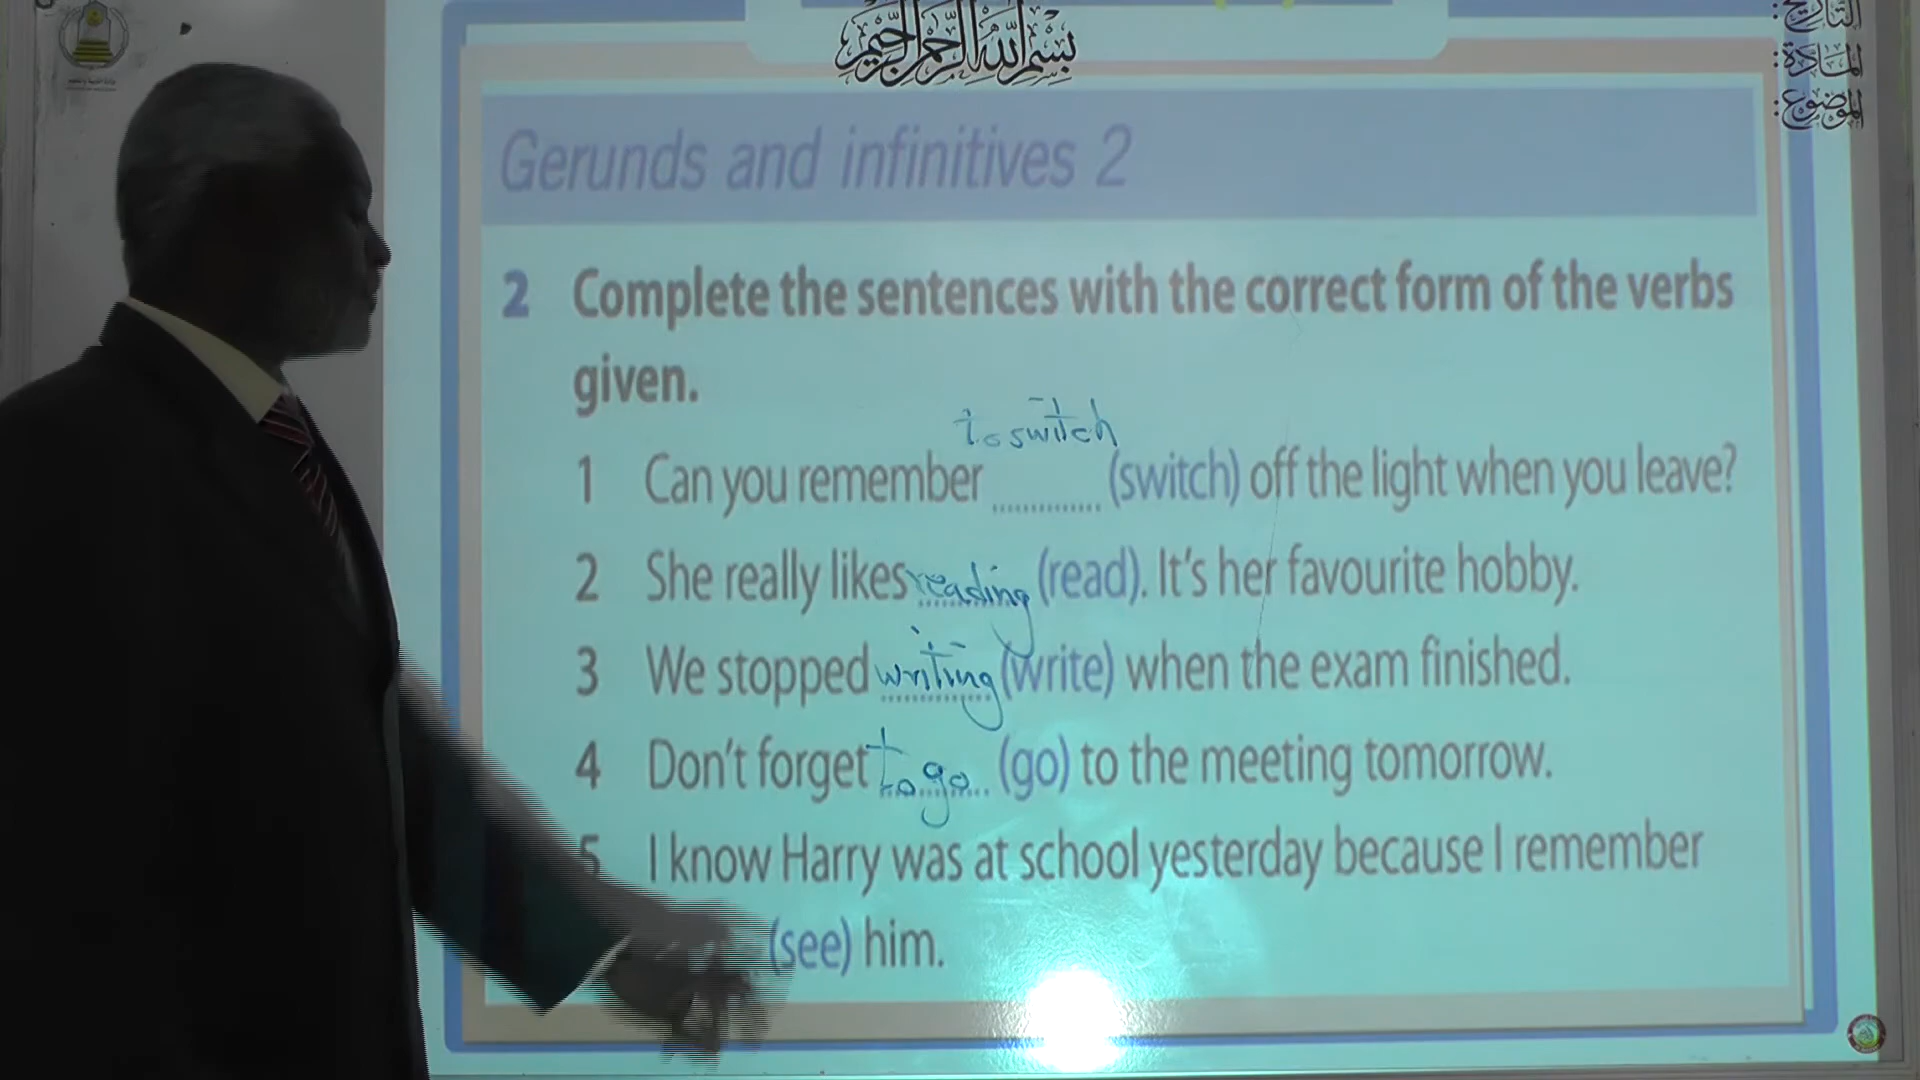 بسم الله الرحمن الرحيم
التاريخ:
المادة:
الموضوع:
Gerunds and infinitives 2
2 Complete the sentences with the correct form of the verbs
given.
to switch
1 Can you remember .......... (switch) off the light when you leave?
2 She really likes reading (read). It's her favourite hobby.
3 We stopped writing (write) when the exam finished.
4 Don't forget to go (go) to the meeting tomorrow.
5 I know Harry was at school yesterday because I remember
(see) him.